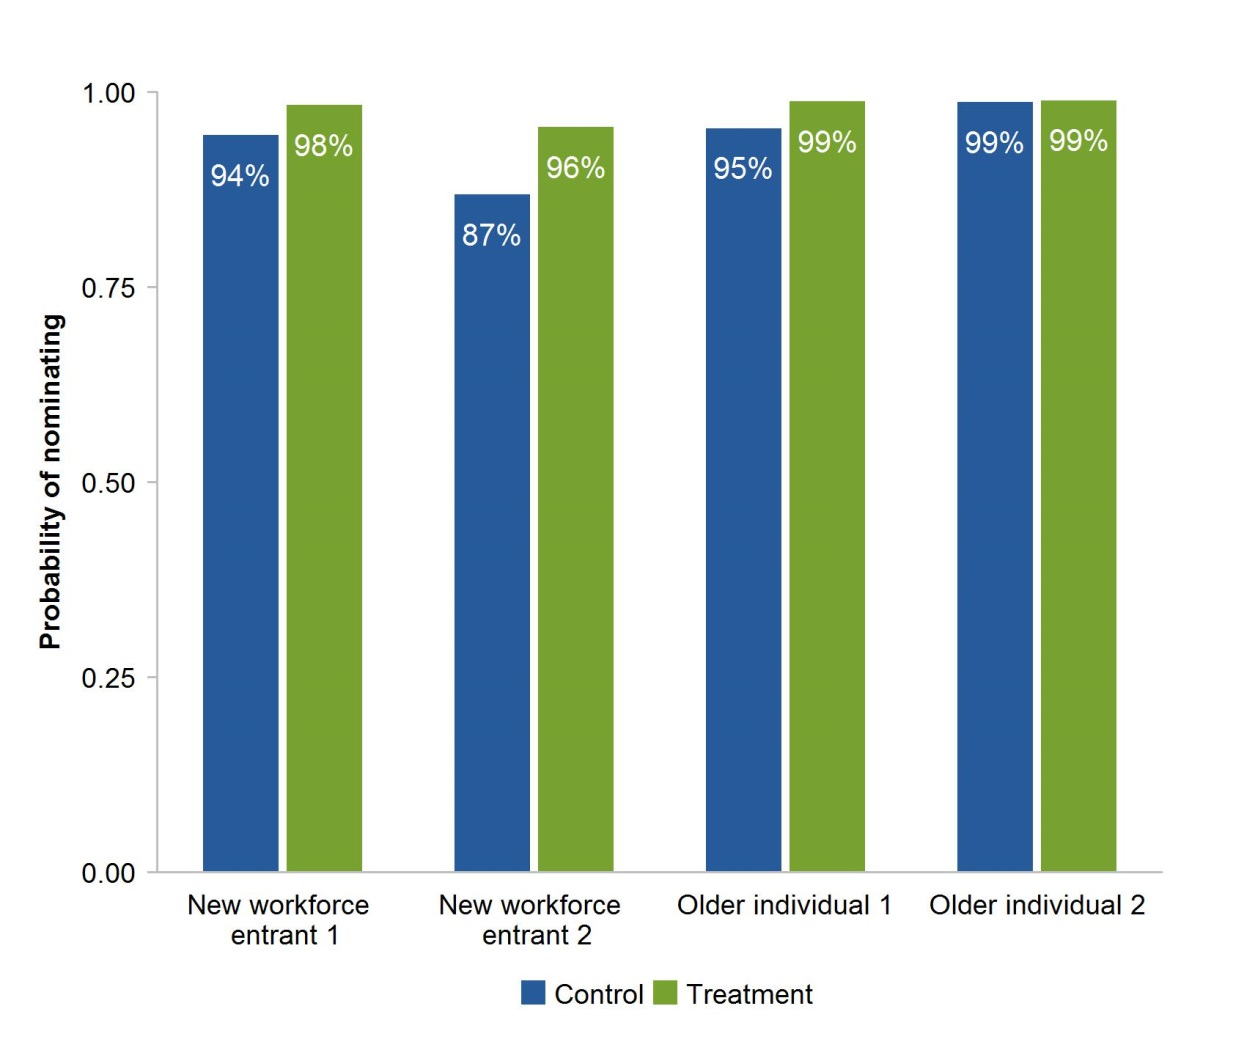 1.00
0.75
0.50
0.25
0.00
Probability of nominating
94%
98%
87%
96%
95%
99%
99%
99%
New workforce
entrant 1
New workforce
entrant 2
Older individual 1
Older individual 2
Control
Treatment